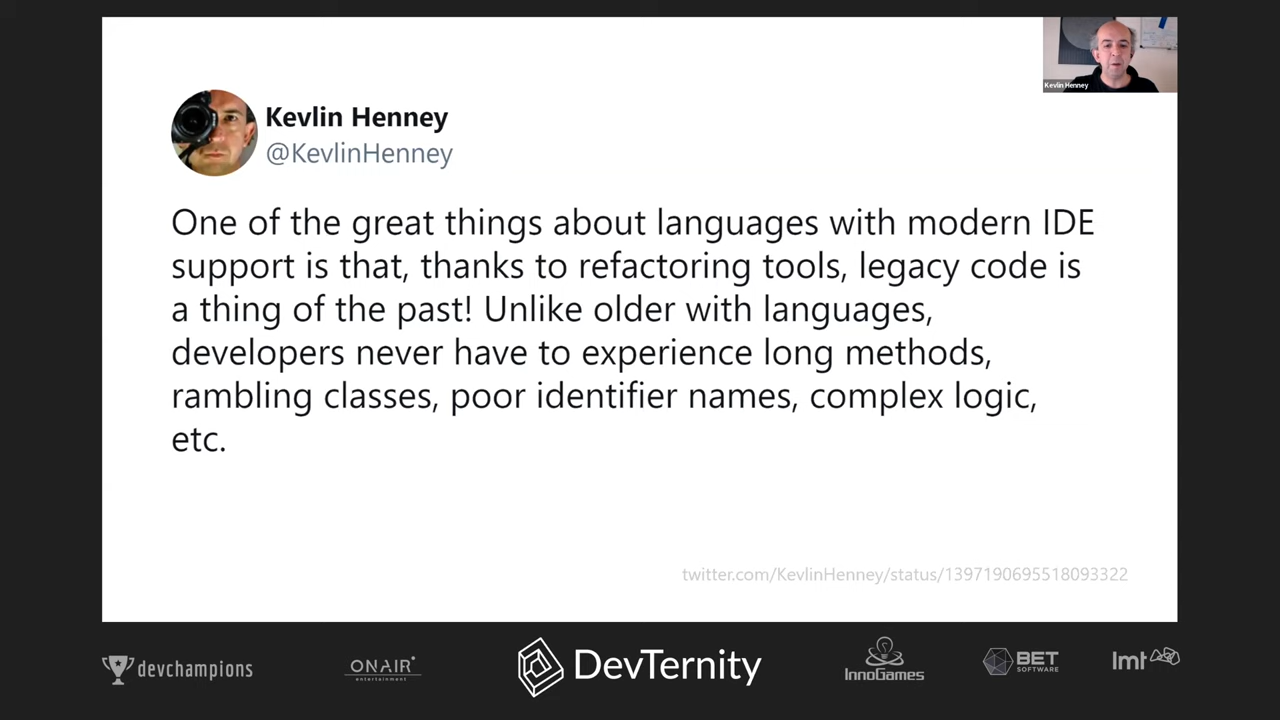 Kevlin Henney
Kevlin Henney
@KevlinHenney
One of the great things about languages with modern IDE
support is that, thanks to refactoring tools, legacy code is
a thing of the past! Unlike older with languages,
developers never have to experience long methods,
rambling classes, poor identifier names, complex logic,
etc.
twitter.com/KevlinHenney/status/1397190695518093322
devchampions
ONAIR
entertainment
DevTernity
InnoGames
BET
SOFTWARE
lmt